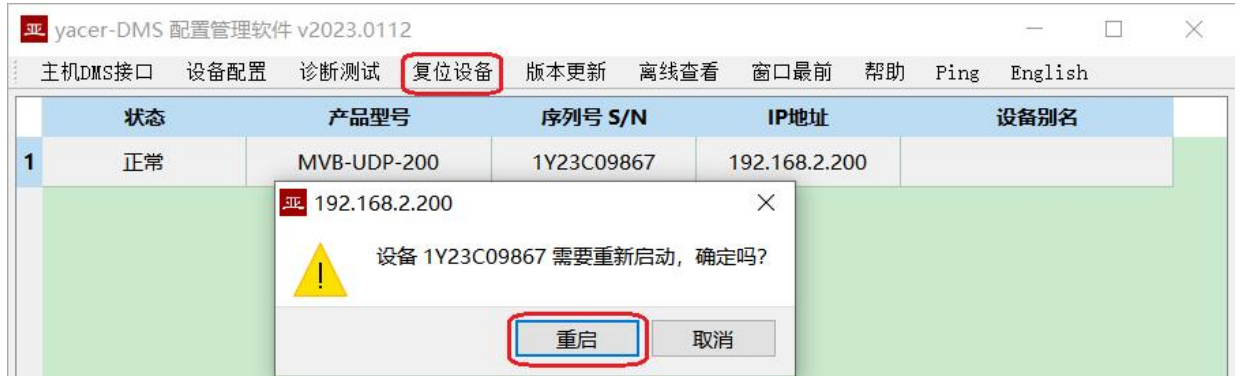 亚 yacer-DMS 配置管理软件 v2023.0112
主机DMS接口 设备配置 诊断测试 复位设备 版本更新 离线查看 窗口最前 帮助 Ping English
状态 产品型号 序列号 S/N IP地址 设备别名
1 正常 MVB-UDP-200 1Y23C09867 192.168.2.200
亚 192.168.2.200
设备 1Y23C09867 需要重新启动，确定吗?
重启 取消